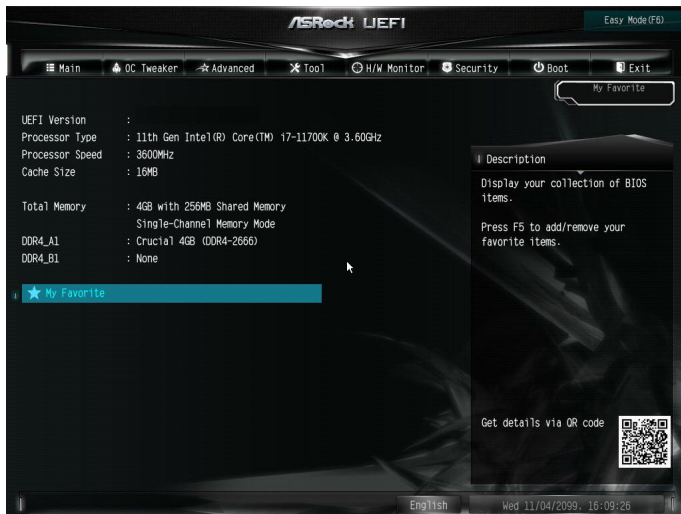 ASRock UEFI
Easy Mode(F6)
Main
OC Tweaker
Advanced
Tool
H/W Monitor
Security
Boot
Exit
My Favorite
UEFI Version :
Processor Type : 11th Gen Intel(R) Core(TM) i7-11700K @ 3.60GHz
Processor Speed : 3600MHz
Cache Size : 16MB
Total Memory : 4GB with 256MB Shared Memory
Single-Channel Memory Mode
DDR4_A1 : Crucial 4GB (DDR4-2666)
DDR4_B1 : None
My Favorite
Description
Display your collection of BIOS
items.
Press F5 to add/remove your
favorite items.
Get details via QR code
English
Wed 11/04/2099. 16:09:26